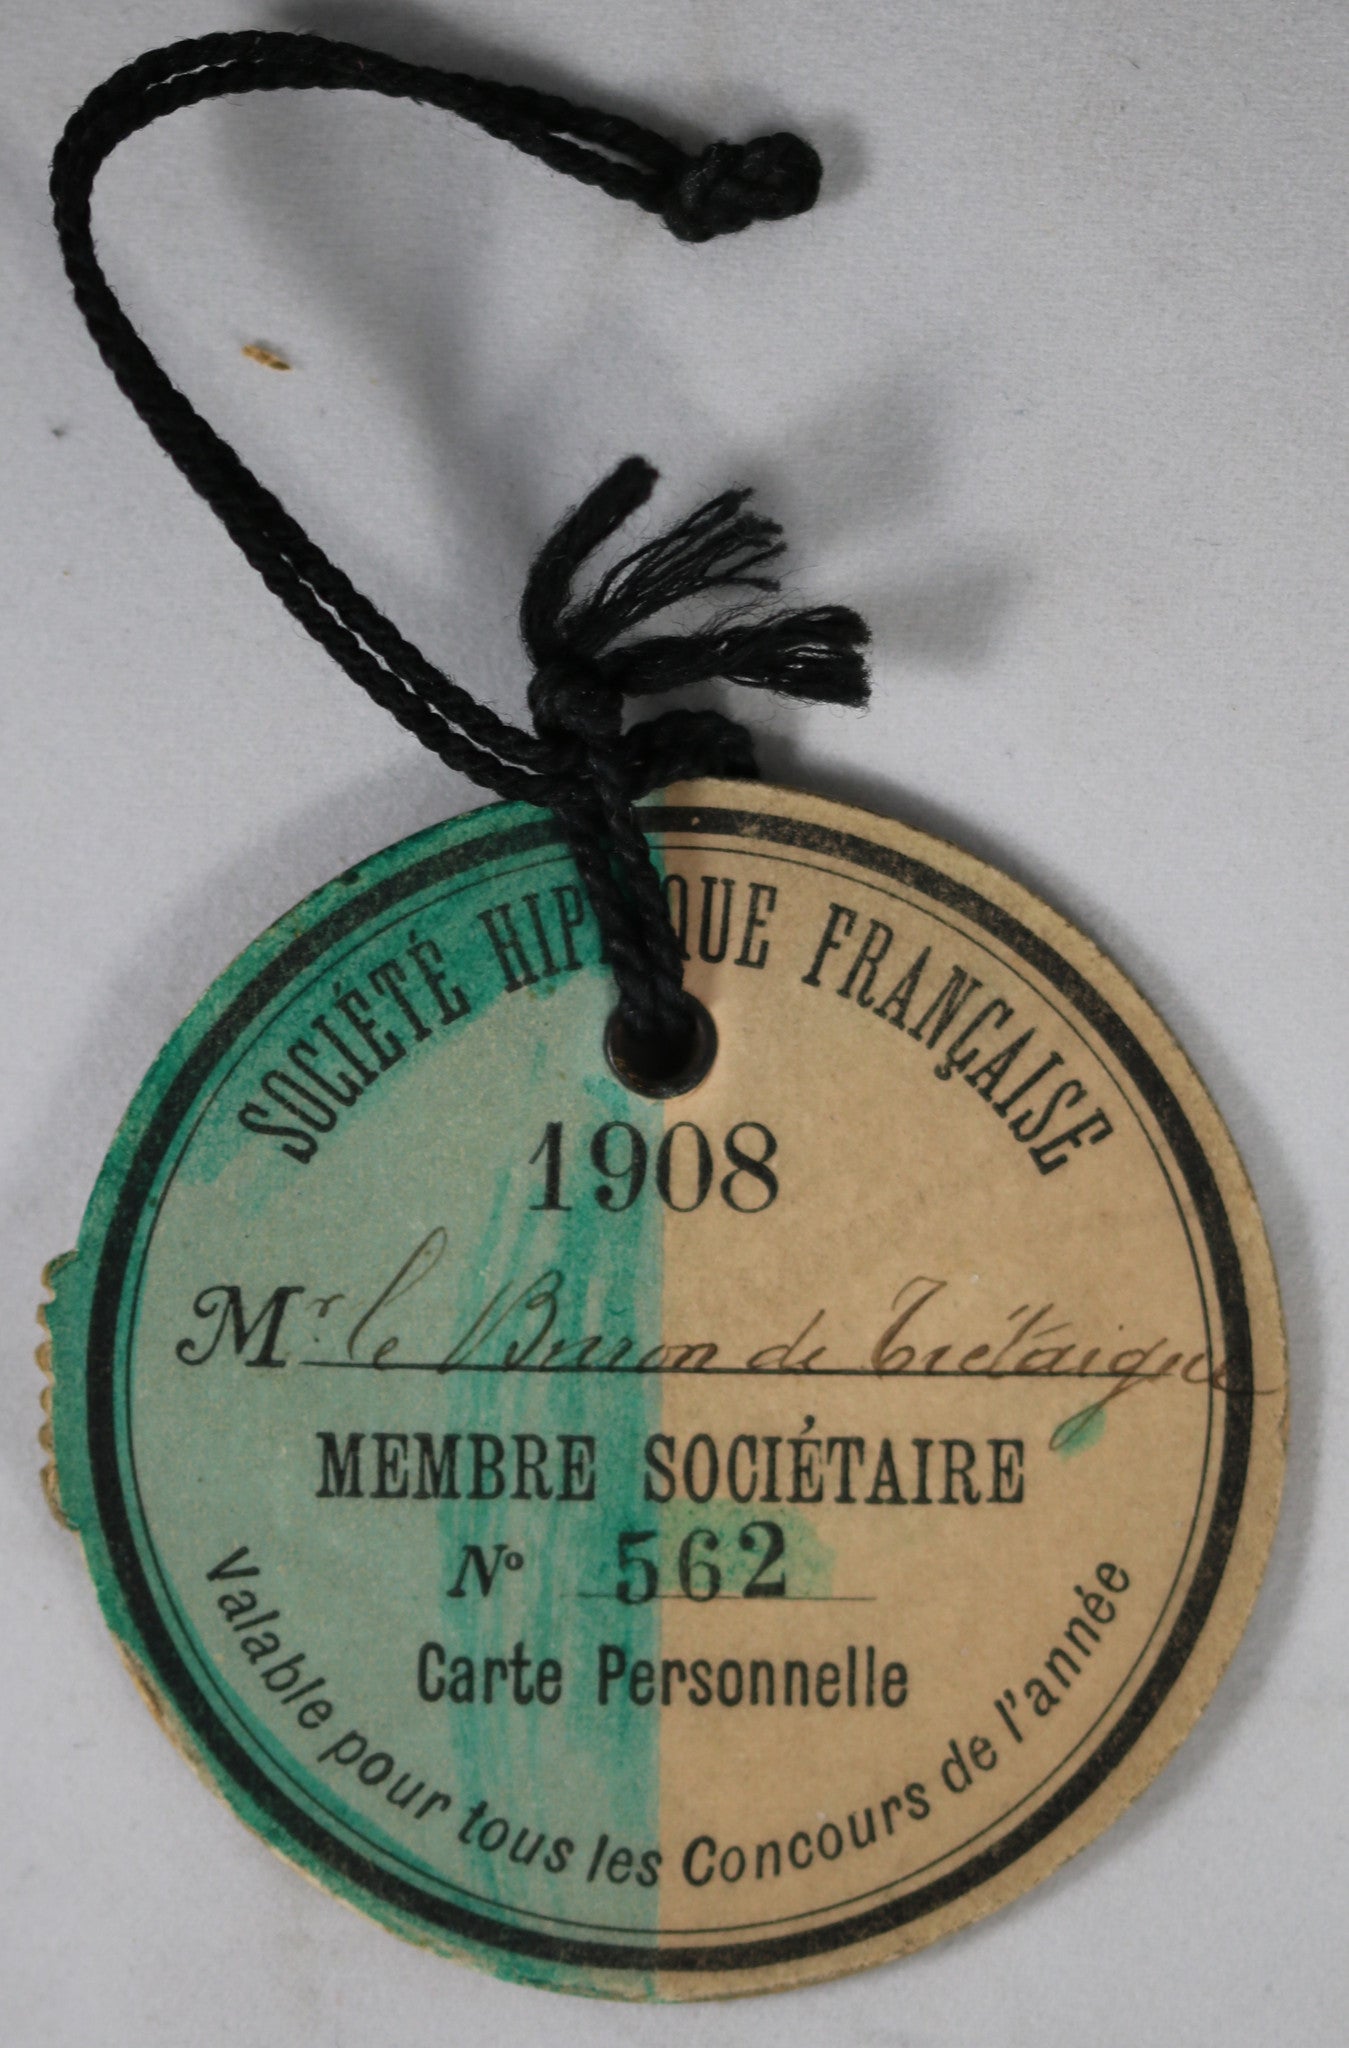 SOCIÉTÉ HIPPIQUE FRANÇAISE
1908
Mr. le Baron de Trétaigne
MEMBRE SOCIÉTAIRE
No 562
Carte Personnelle
Valable pour tous les Concours de l'année